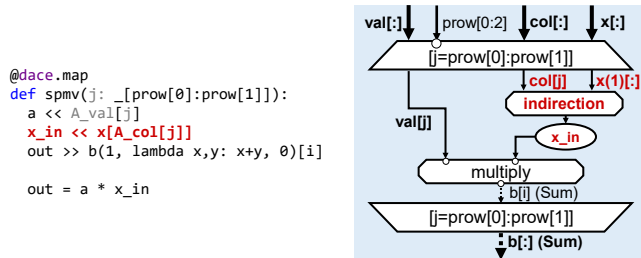 @dace.map
def spmv(j: _[prow[0]:prow[1]]):
a << A_val[j]
x_in << x[A_col[j]]
out >> b(1, lambda x,y: x+y, 0)[i]
out = a * x_in
val[:] prow[0:2] col[:] x[:]
[j=prow[0]:prow[1]]
col[j] x(1)[:]
indirection
val[j]
x_in
multiply
b[i] (Sum)
[j=prow[0]:prow[1]]
b[:] (Sum)